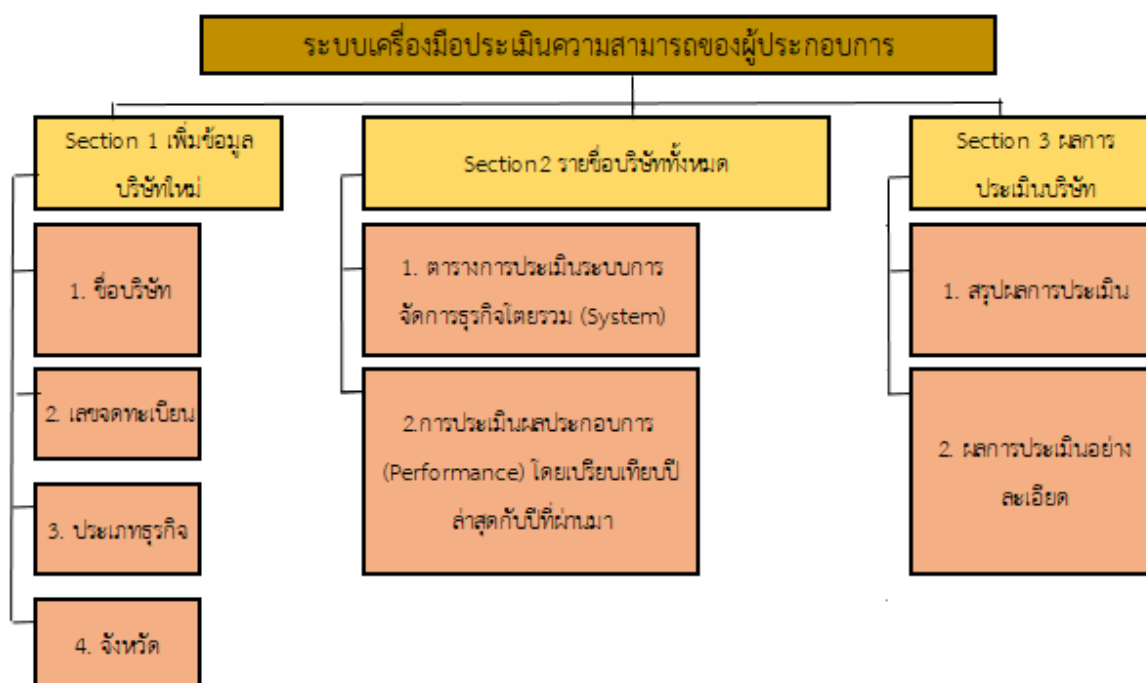 ระบบเครื่องมือประเมินความสามารถของผู้ประกอบการ
Section 1 เพิ่มข้อมูล
บริษัทใหม่
1. ชื่อบริษัท
2. เลขจดทะเบียน
3. ประเภทธุรกิจ
4. จังหวัด
Section 2 รายชื่อบริษัททั้งหมด
1. ตารางการประเมินระบบการ
จัดการธุรกิจโดยรวม (System)
2.การประเมินผลประกอบการ
(Performance) โดยเปรียบเทียบปี
ล่าสุดกับปีที่ผ่านมา
Section 3 ผลการ
ประเมินบริษัท
1. สรุปผลการประเมิน
2. ผลการประเมินอย่าง
ละเอียด